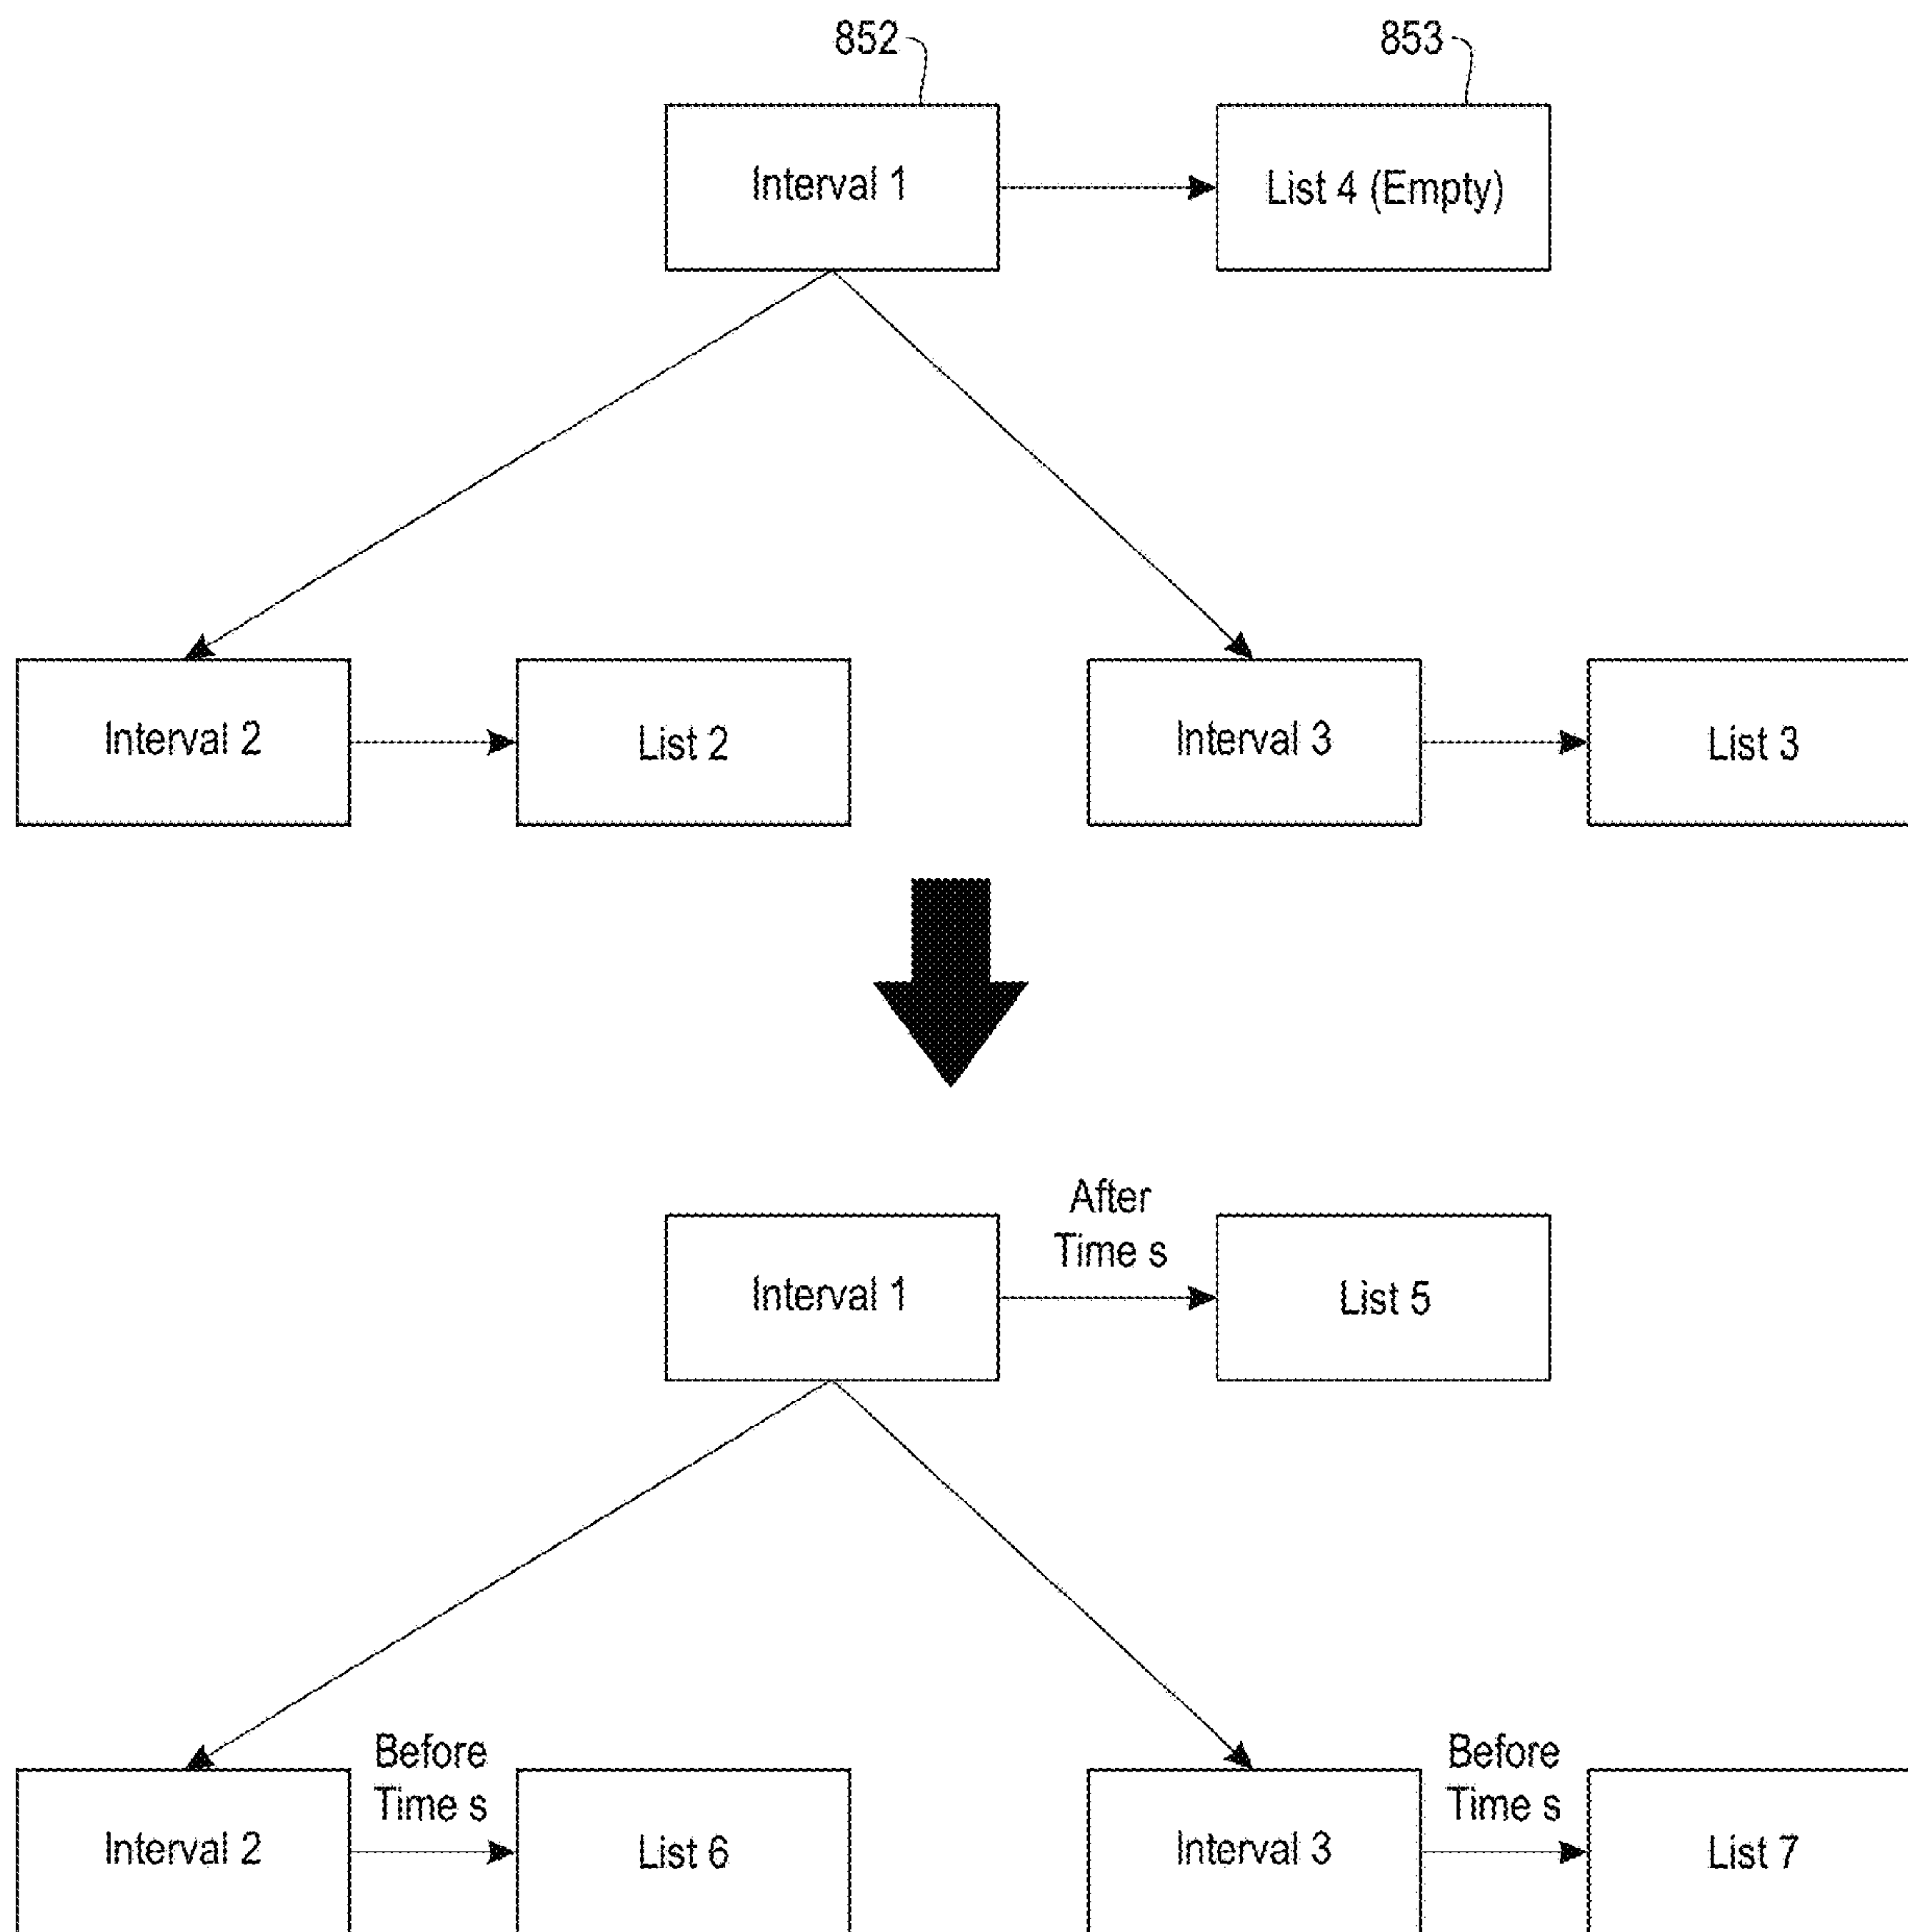 852
853
Interval 1
List 4 (Empty)
Interval 2
List 2
Interval 3
List 3
After
Time s
Interval 1
List 5
Before
Time s
Before
Time s
Interval 2
List 6
Interval 3
List 7